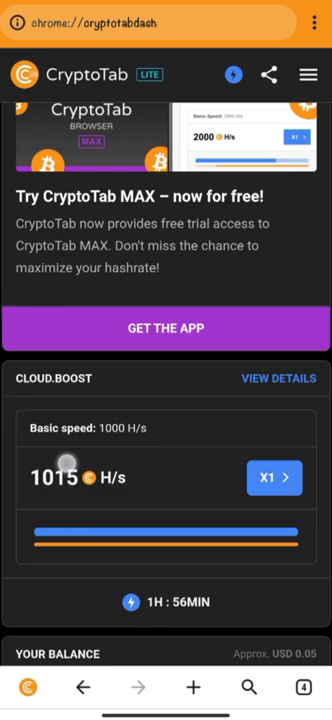 chrome://cryptotabdach
CryptoTab LITE
CryptoTab
BROWSER
MAX
Basic Speed: 2000 H/s
2000 H/s
X1 >
Try CryptoTab MAX – now for free!
CryptoTab now provides free trial access to
CryptoTab MAX. Don't miss the chance to
maximize your hashrate!
GET THE APP
CLOUD.BOOST VIEW DETAILS
Basic speed: 1000 H/s
1015 H/s X1 >
1H : 56MIN
YOUR BALANCE Approx. USD 0.05
4